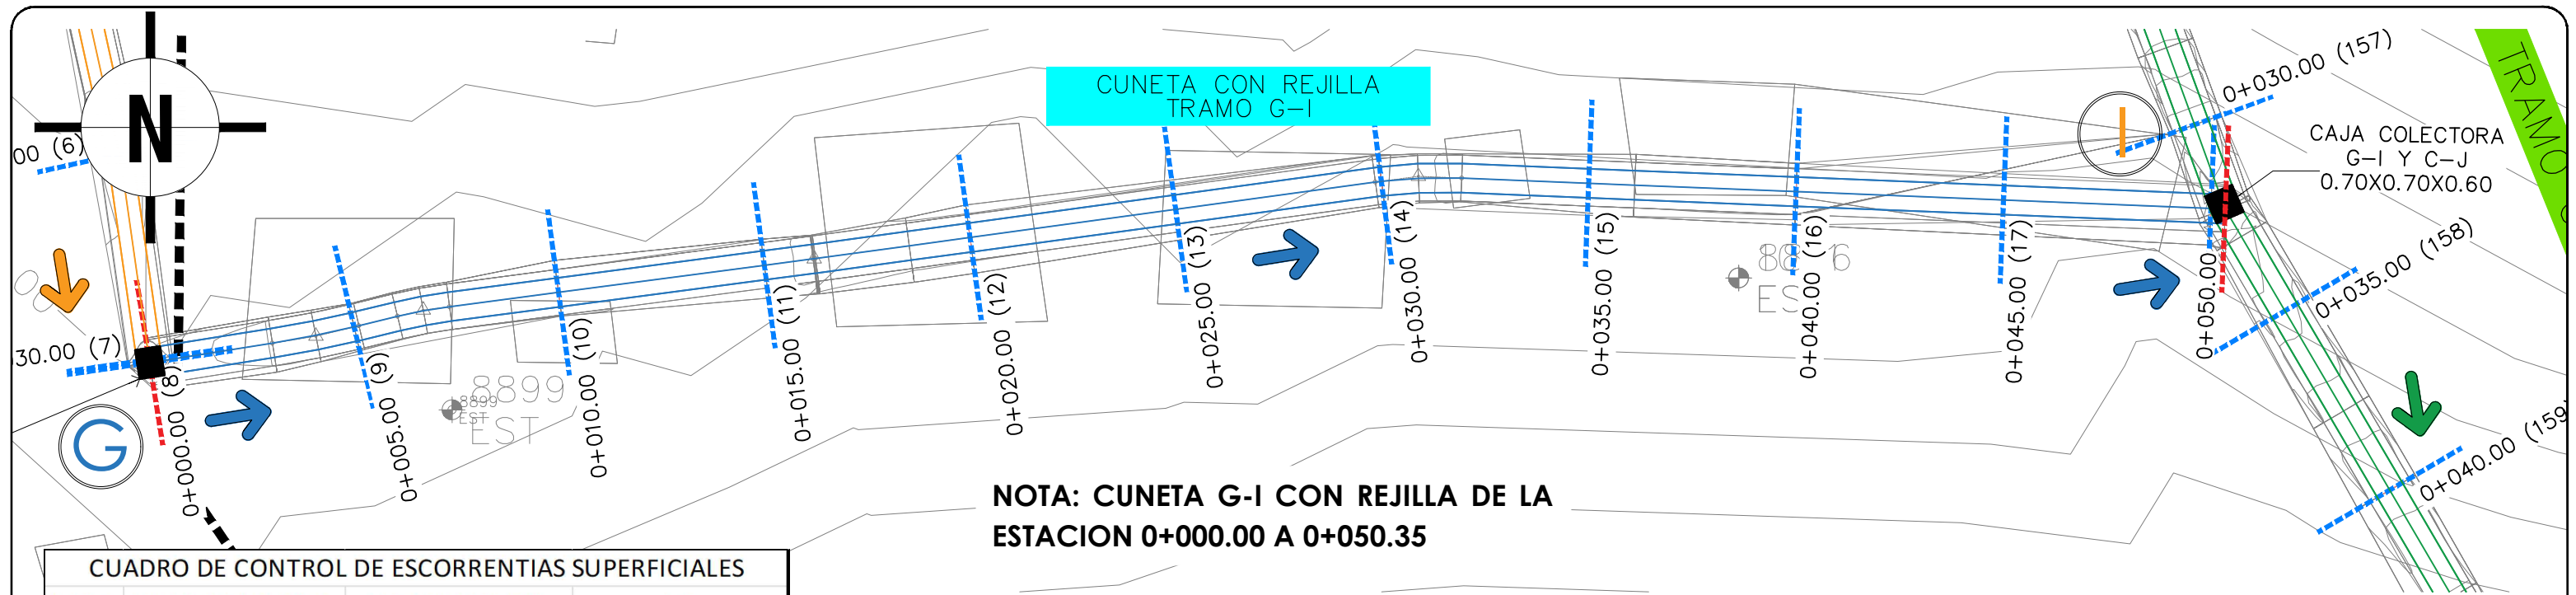 N
CUNETA CON REJILLA
TRAMO G-I
0+030.00 (157)
TRAMO
CAJA COLECTORA
G-I Y C-J
0.70X0.70X0.60
00 (6)
30.00 (7)
G
I
0+000.00 (8)
0+005.00 (9)
0+010.00 (10)
0+015.00 (11)
0+020.00 (12)
0+025.00 (13)
0+030.00 (14)
0+035.00 (15)
0+040.00 (16)
0+045.00 (17)
0+050.00
0+035.00 (158)
0+040.00 (159
8899
EST
8899
EST
8816
ES
NOTA: CUNETA G-I CON REJILLA DE LA
ESTACION 0+000.00 A 0+050.35
CUADRO DE CONTROL DE ESCORRENTIAS SUPERFICIALES